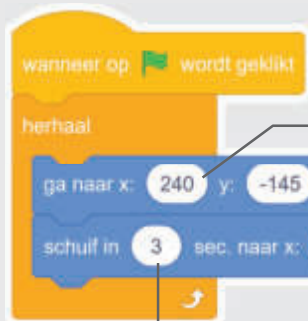 wanneer op wordt geklikt
herhaal
ga naar x: 240 y: -145
schuif in 3 sec. naar x: